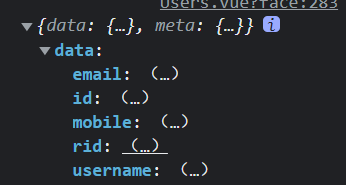 Users.vue?face:283
▼{data: {…}, meta: {…}} i
▼data:
email: (…)
id: (…)
mobile: (…)
rid: (…)
username: (…)